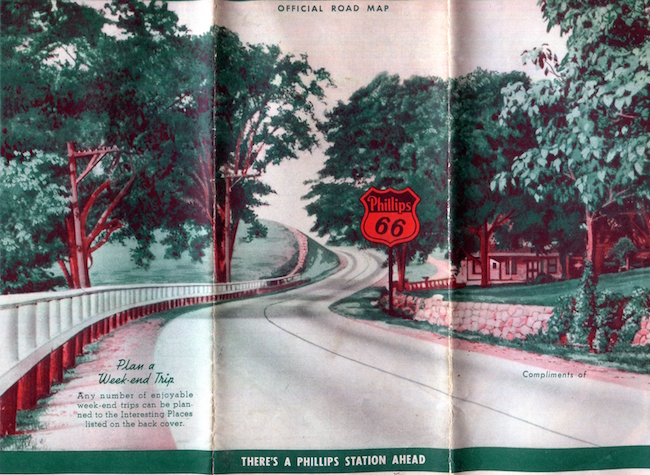 OFFICIAL ROAD MAP
Phillips
66
Plan a
Week-end Trip
Any number of enjoyable
week-end trips can be plan-
ned to the Interesting Places
listed on the back cover.
Compliments of
THERE'S A PHILLIPS STATION AHEAD